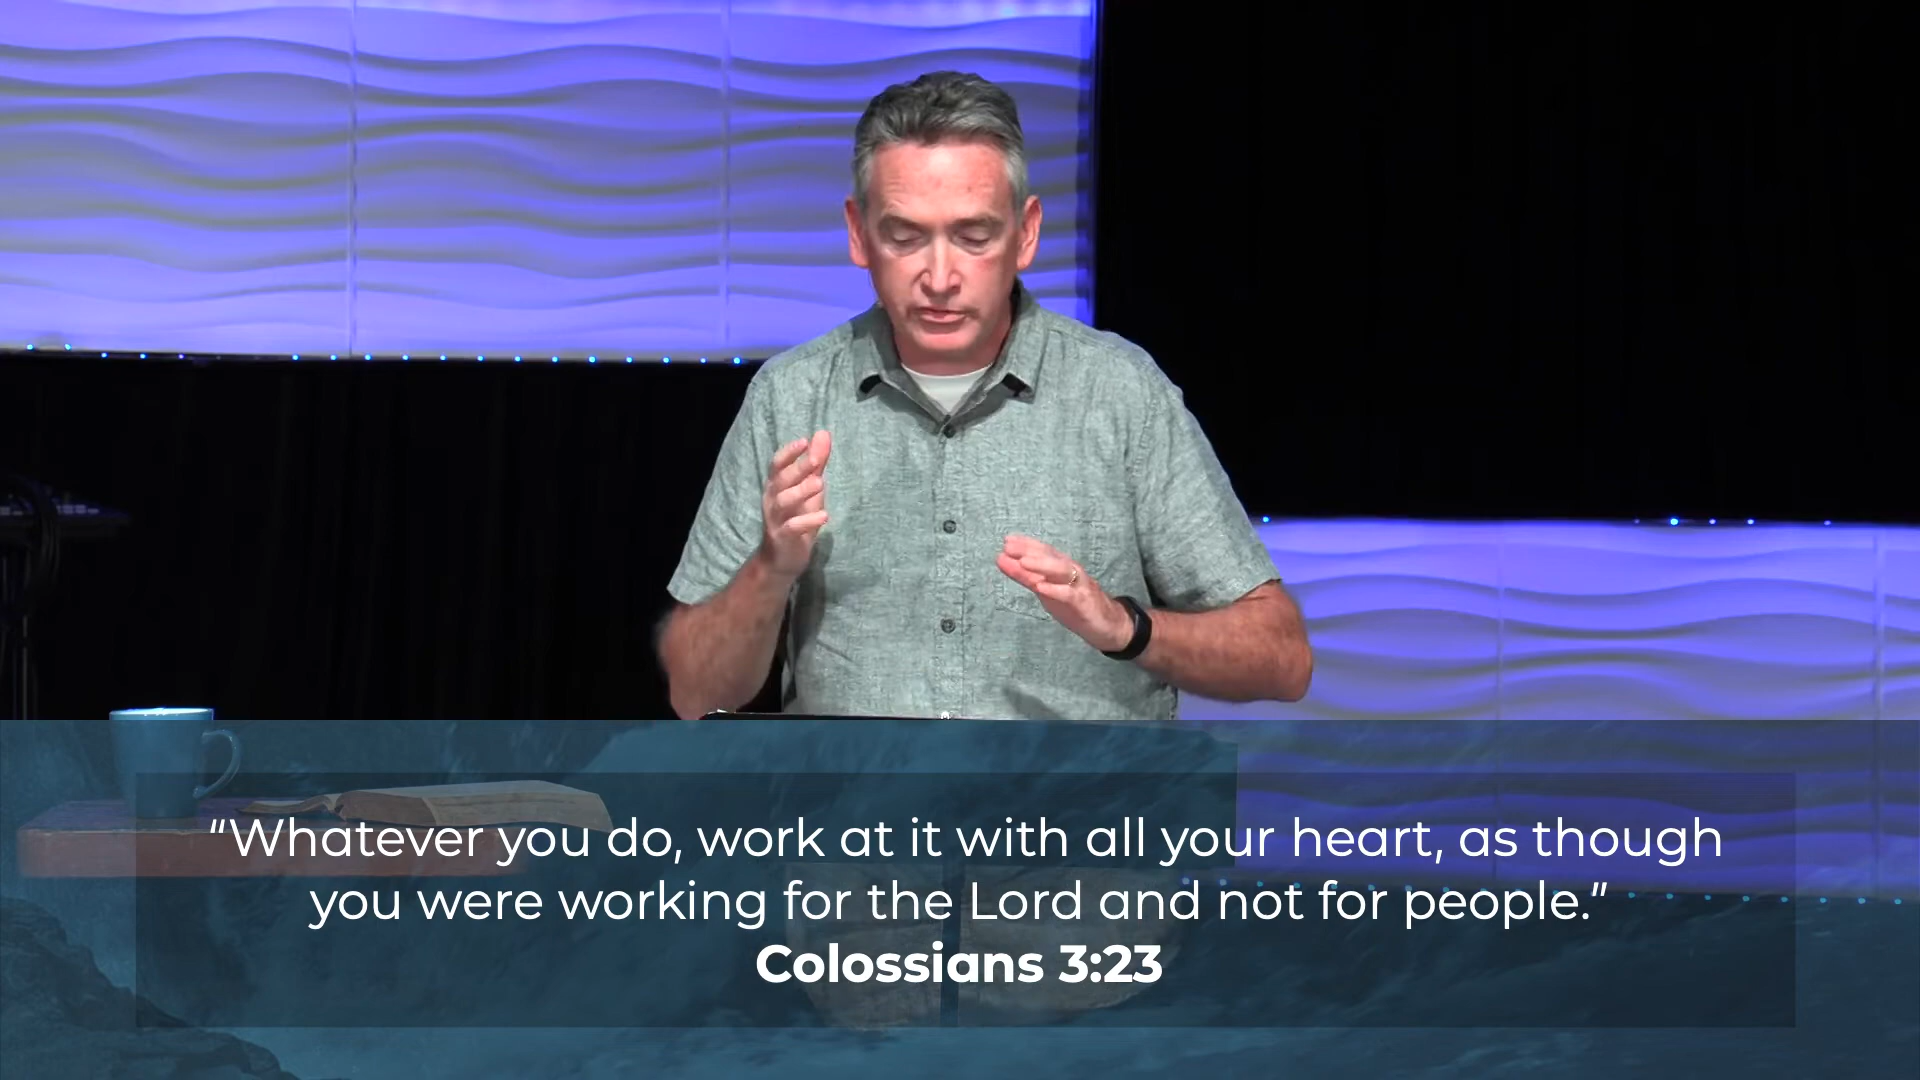 “Whatever you do, work at it with all your heart, as though
you were working for the Lord and not for people.”
Colossians 3:23